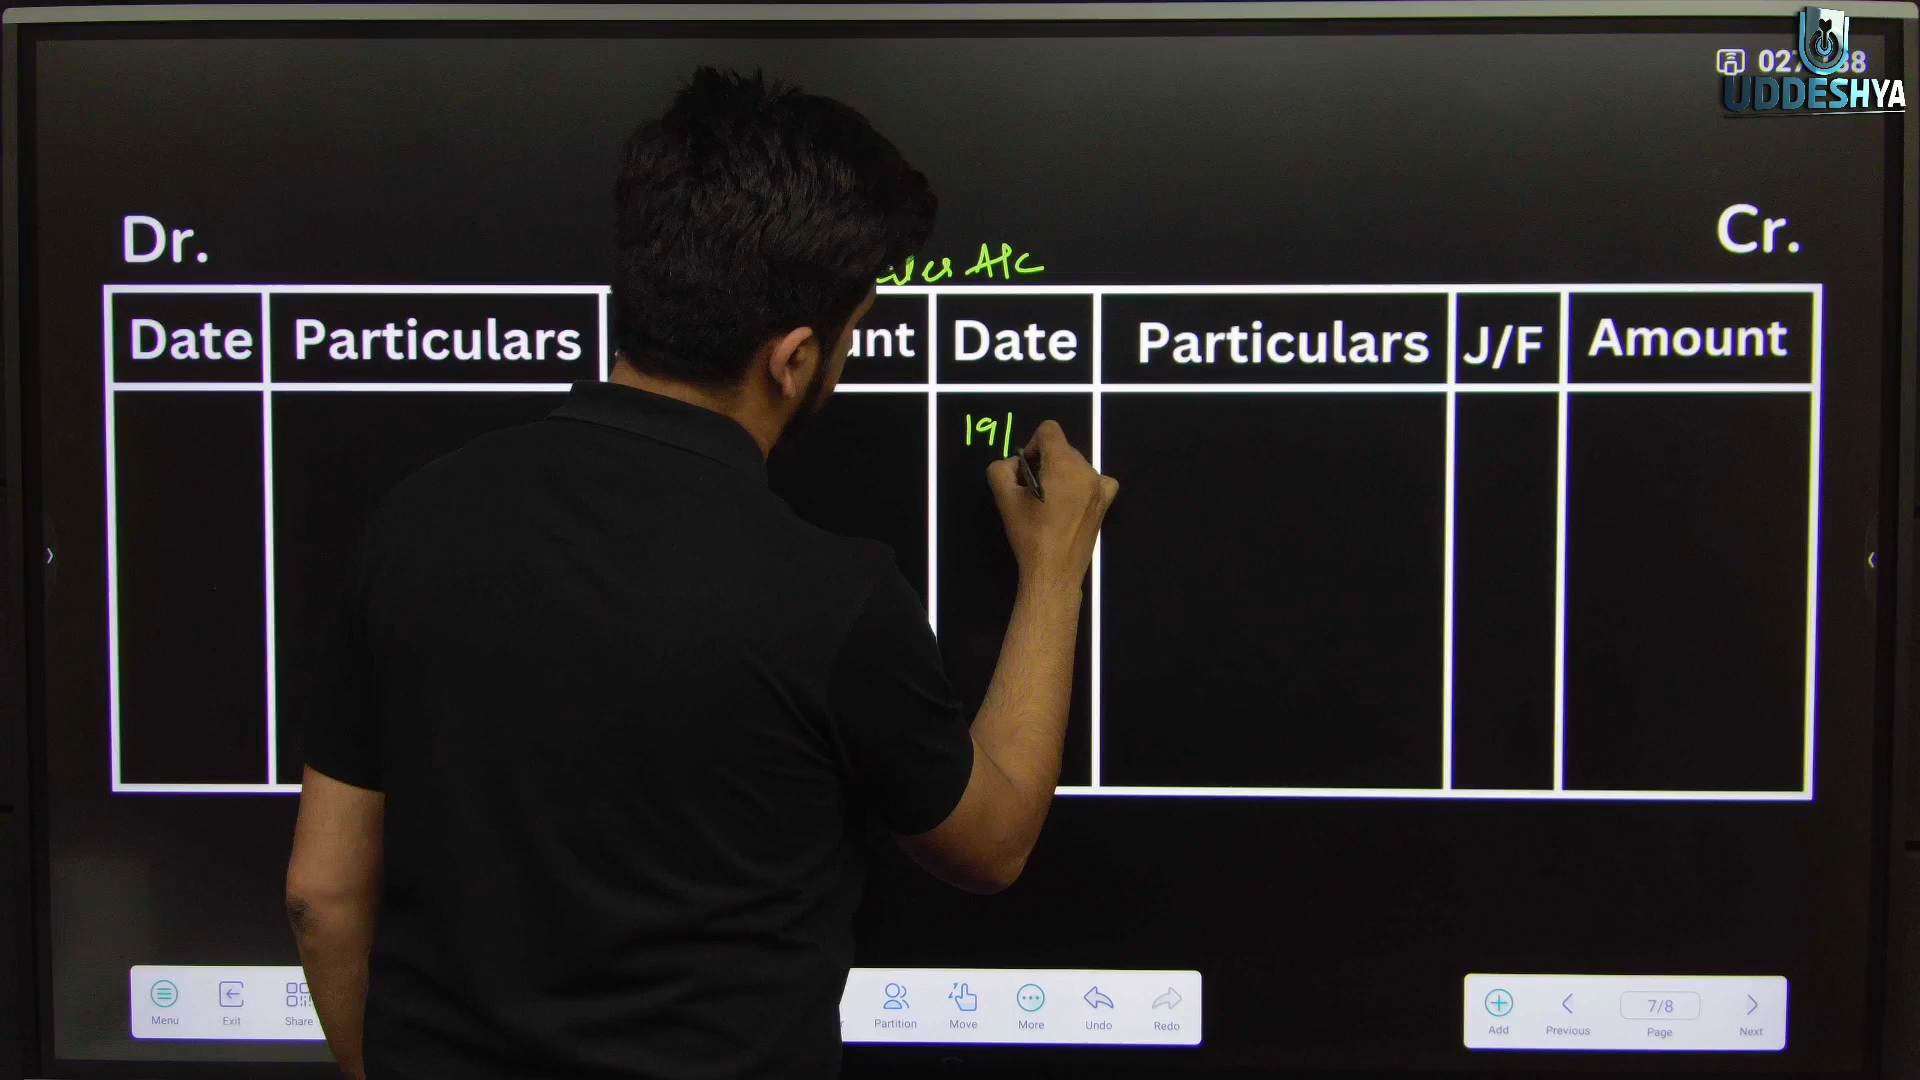 UDDESHYA
Dr.
Cr.
A/c
Date Particulars Date Particulars J/F Amount
19/
Menu Exit Share Partition Move More Undo Redo
Add Previous 7/8 Page Next